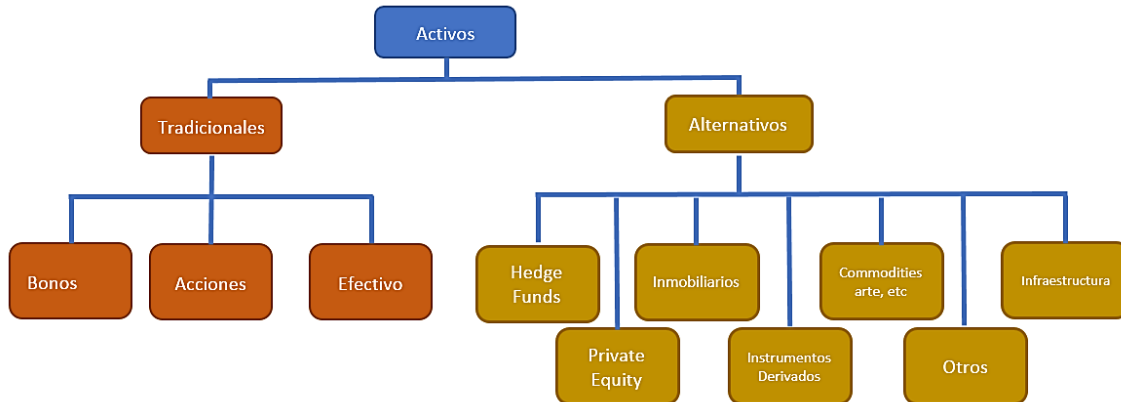 Activos
Tradicionales
Alternativos
Bonos
Acciones
Efectivo
Hedge
Funds
Inmobiliarios
Commodities
arte, etc
Infraestructura
Private
Equity
Instrumentos
Derivados
Otros